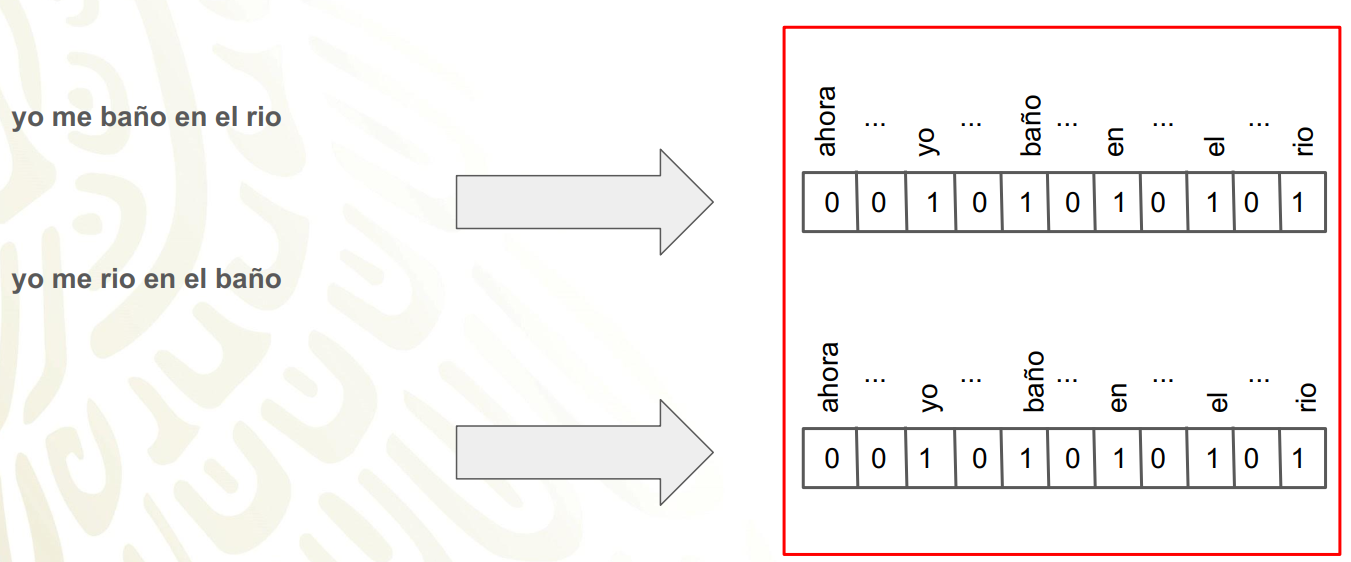 yo me baño en el rio
ahora ... yo ... baño ... en ... el ... rio
0 0 1 0 1 0 1 0 1 0 1
yo me rio en el baño
ahora ... yo ... baño ... en ... el ... rio
0 0 1 0 1 0 1 0 1 0 1